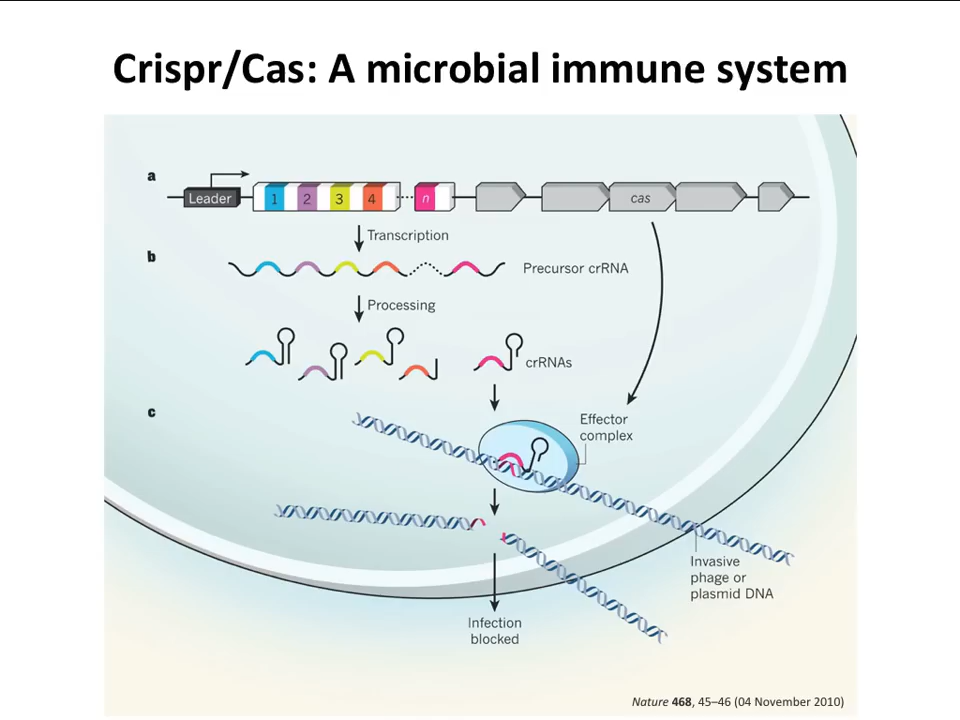 Crispr/Cas: A microbial immune system
a
Leader
1 2 3 4 n
cas
Transcription
b
Precursor crRNA
Processing
crRNAs
c
Effector
complex
Invasive
phage or
plasmid DNA
Infection
blocked
Nature 468, 45–46 (04 November 2010)